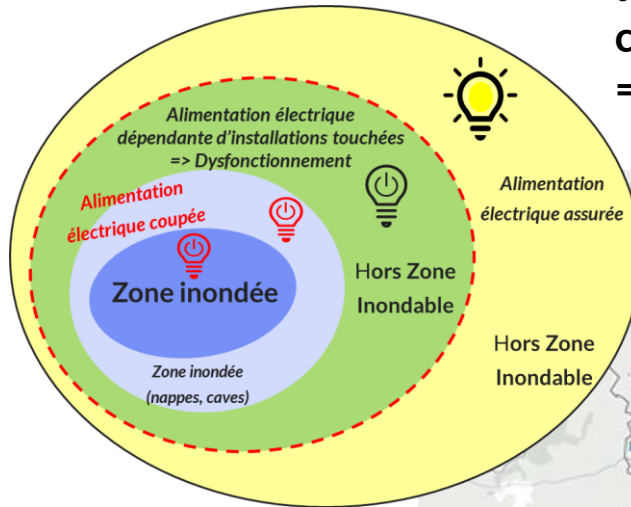 Alimentation électrique
dépendante d'installations touchées
=> Dysfonctionnement
Alimentation
électrique coupée
Alimentation
électrique assurée
Zone inondée
Hors Zone
Inondable
Hors Zone
Inondable
Zone inondée
(nappes, caves)
=